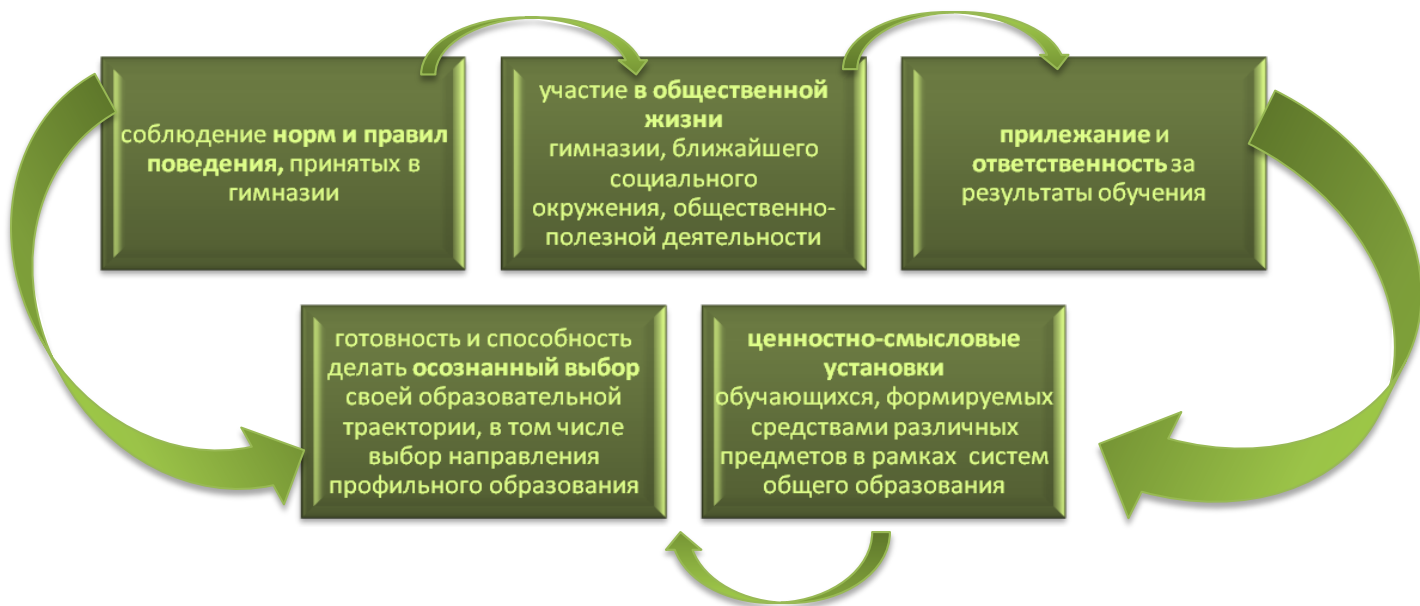 соблюдение норм и правил
поведения, принятых в
гимназии
участие в общественной
жизни
гимназии, ближайшего
социального
окружения, общественно-
полезной деятельности
прилежание и
ответственность за
результаты обучения
готовность и способность
делать осознанный выбор
своей образовательной
траектории, в том числе
выбор направления
профильного образования
ценностно-смысловые
установки
обучающихся, формируемых
средствами различных
предметов в рамках систем
общего образования